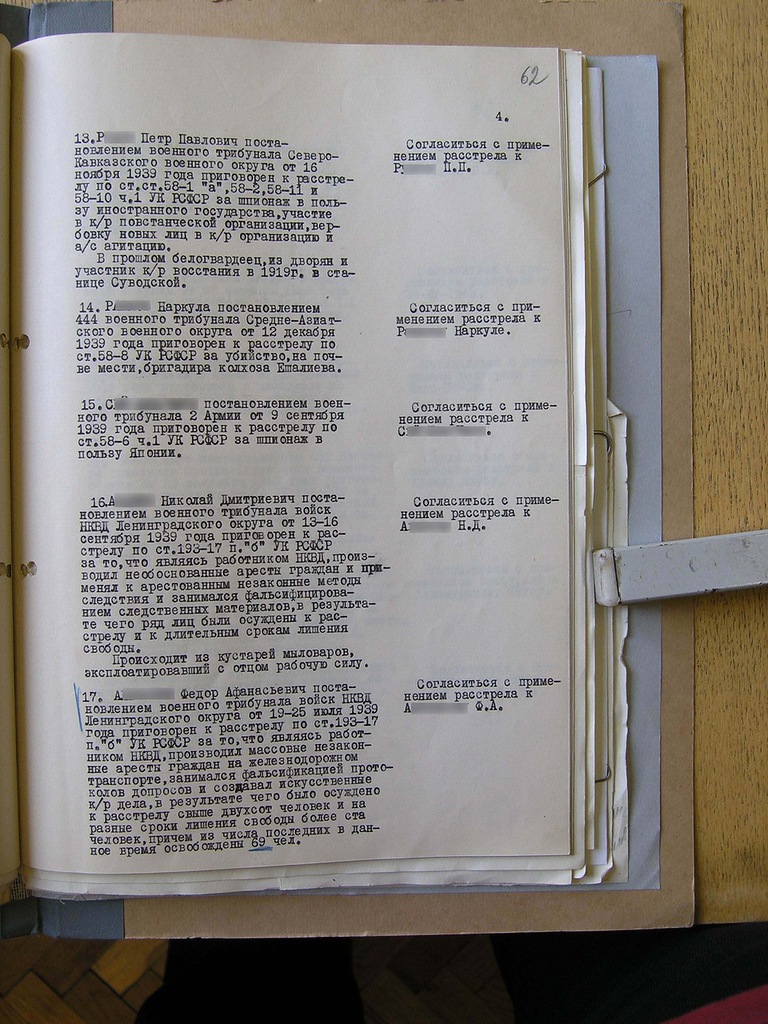 62
4.
13.Р Петр Павлович поста-
новлением военного трибунала Северо-
Кавказского военного округа от 16
ноября 1939 года приговорен к расстре-
лу по ст.ст.58-1 "а",58-2,58-11 и
58-10 ч.1 УК РСФСР за шпионаж в поль-
зу иностранного государства,участие
в к/р повстанческой организации,вер-
бовку новых лиц в к/р организацию и
а/с агитацию.
В прошлом белогвардеец,из дворян и
участник к/р восстания в 1919г. в ста-
нице Суводской.
Согласиться с приме-
нением расстрела к
Р П.П.
14. РА Наркула постановлением
444 военного трибунала Средне-Азиат-
ского военного округа от 12 декабря
1939 года приговорен к расстрелу по
ст.58-8 УК РСФСР за убийство,на поч-
ве мести,бригадира колхоза Ешалиева.
Согласиться с при-
менением расстрела к
Р Наркуле.
15.С постановлением воен-
ного трибунала 2 Армии от 9 сентября
1939 года приговорен к расстрелу по
ст.58-6 ч.1 УК РСФСР за шпионаж в
пользу Японии.
Согласиться с приме-
нением расстрела к
С .
16.А Николай Дмитриевич поста-
новлением военного трибунала войск
НКВД Ленинградского округа от 13-16
сентября 1939 года приговорен к рас-
стрелу по ст.193-17 п."б" УК РСФСР
за то,что являясь работником НКВД,произ-
водил необоснованные аресты граждан и при-
менял к арестованным незаконные методы
следствия и занимался фальсифицирова-
нием следственных материалов,в результа-
те чего ряд лиц были осуждены к рас-
стрелу и к длительным срокам лишения
свободы.
Происходит из кустарей мыловаров,
эксплоатировавший с отцом рабочую силу.
Согласиться с приме-
нением расстрела к
А Н.Д.
17. А Федор Афанасьевич поста-
новлением военного трибунала войск НКВД
Ленинградского округа от 19-25 июля 1939
года приговорен к расстрелу по ст.193-17
п."б" УК РСФСР за то,что являясь работ-
ником НКВД,производил массовые незакон-
ные аресты граждан на железнодорожном
транспорте,занимался фальсификацией прото-
колов допросов и создавал искусственные
к/р дела,в результате чего было осуждено
к расстрелу свыше двухсот человек и на
разные сроки лишения свободы более ста
человек,причем из числа последних в дан-
ное время освобождены 69 чел.
Согласиться с приме-
нением расстрела к
А Ф.А.